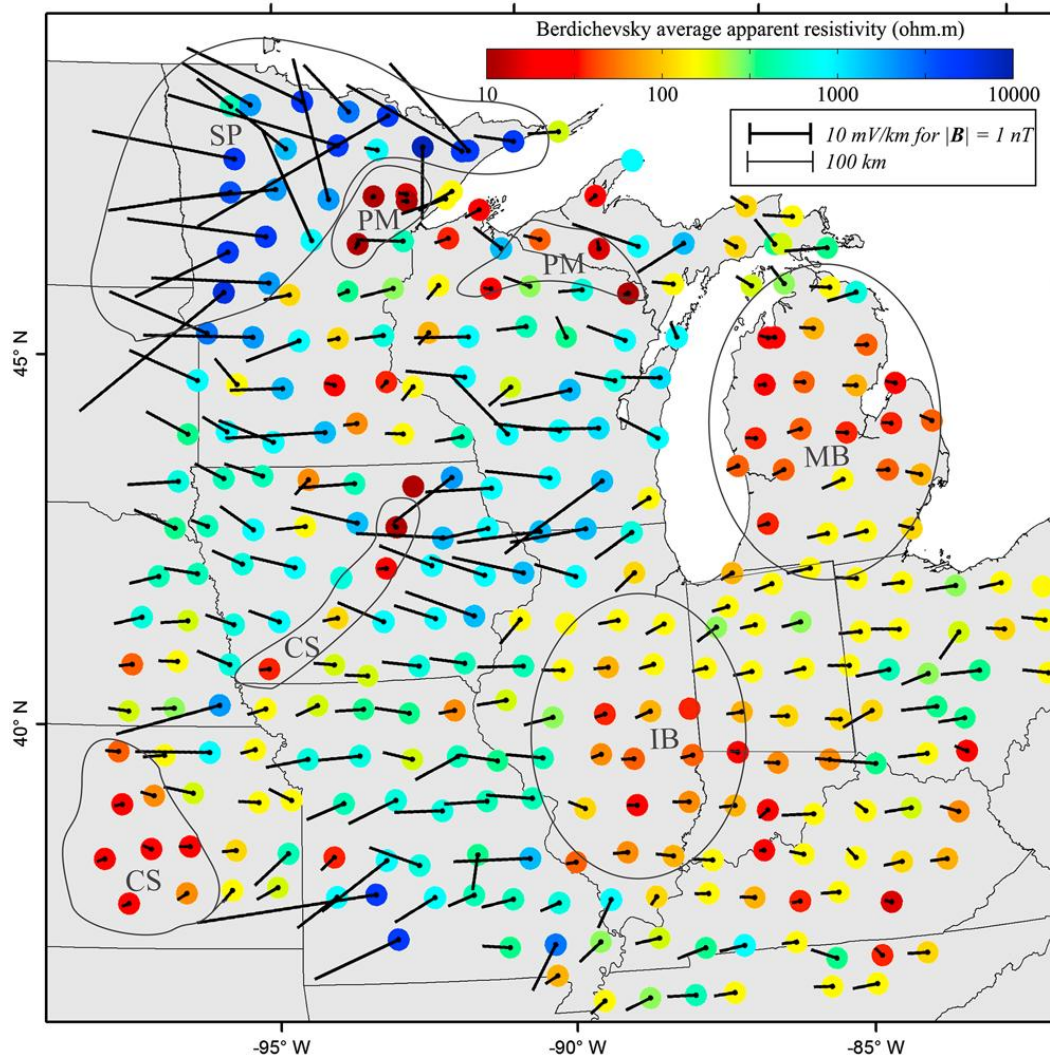 Berdichevsky average apparent resistivity (ohm.m)
10 100 1000 10000
10 mV/km for |B| = 1 nT
100 km
SP
PM
PM
45° N
MB
CS
40° N
IB
CS
-95° W -90° W -85° W